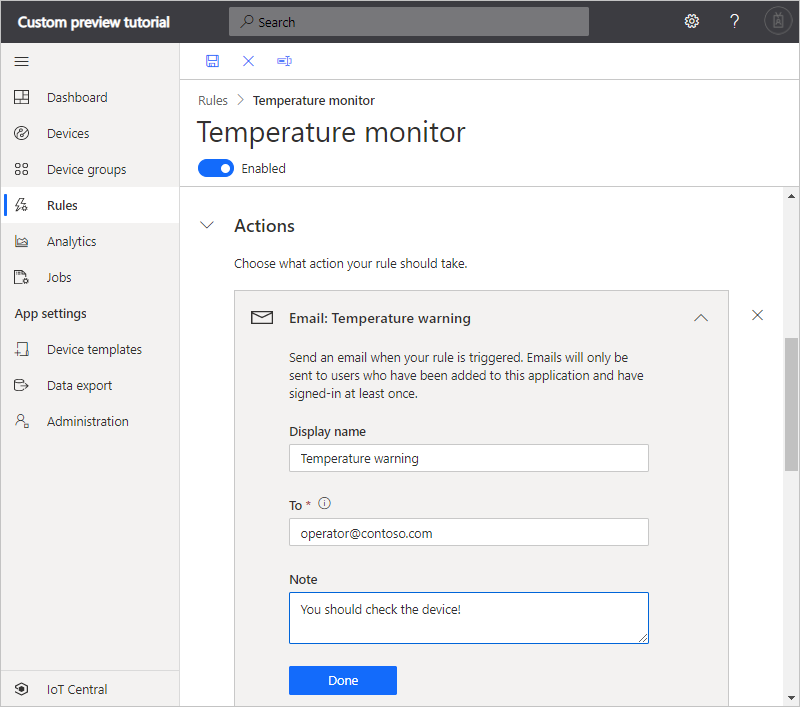 Custom preview tutorial
Search
?
Rules > Temperature monitor
Temperature monitor
Enabled
Dashboard
Devices
Device groups
Rules
Analytics
Jobs
App settings
Device templates
Data export
Administration
IoT Central
Actions
Choose what action your rule should take.
Email: Temperature warning
Send an email when your rule is triggered. Emails will only be
sent to users who have been added to this application and have
signed-in at least once.
Display name
Temperature warning
To *
operator@contoso.com
Note
You should check the device!
Done